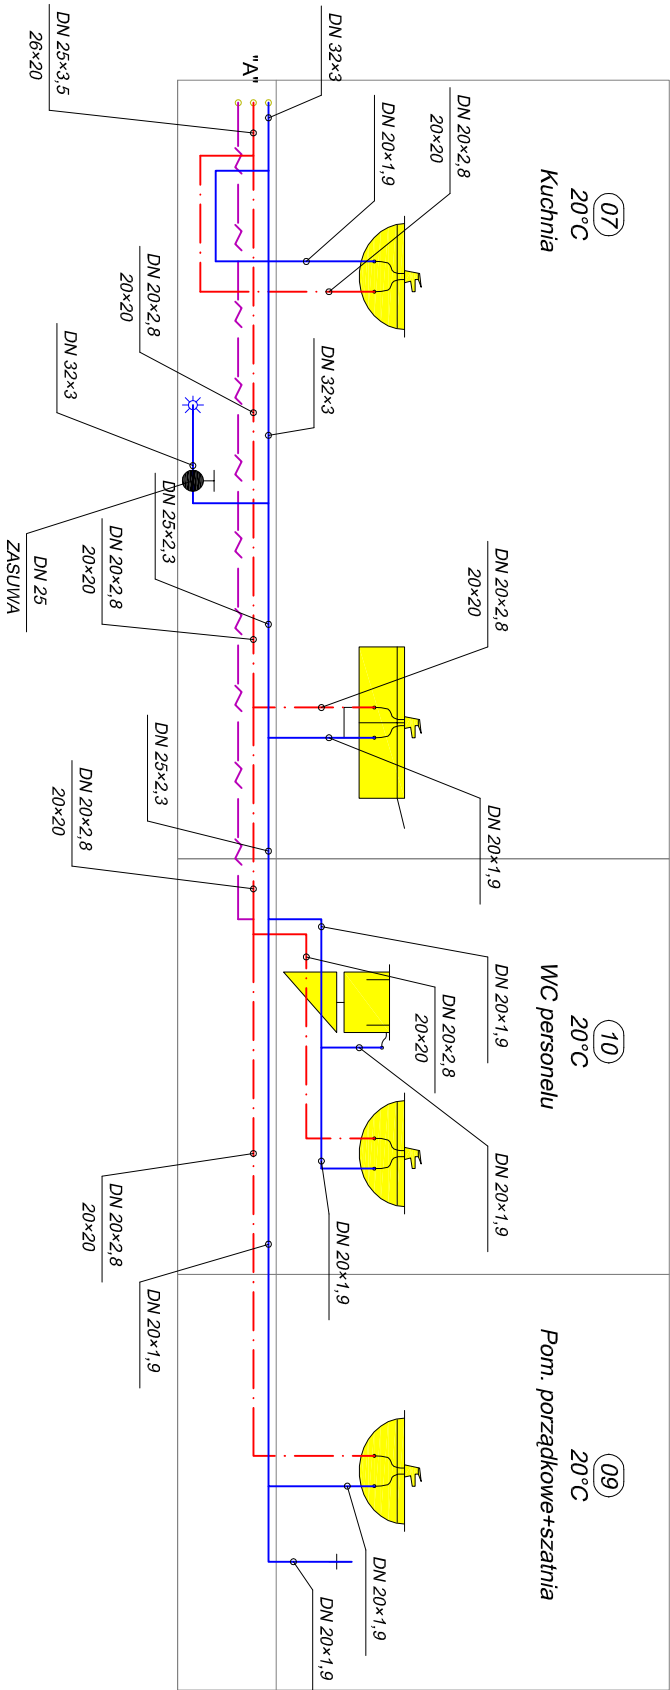 07
20°C
Kuchnia
10
20°C
WC personelu
09
20°C
Pom. porządkowe+szatnia
DN 25×3,5
26×20
"A"
DN 32×3
DN 20×1,9
DN 20×2,8
20×20
DN 20×2,8
20×20
DN 32×3
DN 32×3
DN 25
ZASUWA
DN 25×2,3
DN 20×2,8
20×20
DN 20×2,8
20×20
DN 20×1,9
DN 25×2,3
DN 20×2,8
20×20
DN 20×1,9
DN 20×2,8
20×20
DN 20×1,9
DN 20×1,9
DN 20×2,8
20×20
DN 20×1,9
DN 20×1,9
DN 20×1,9